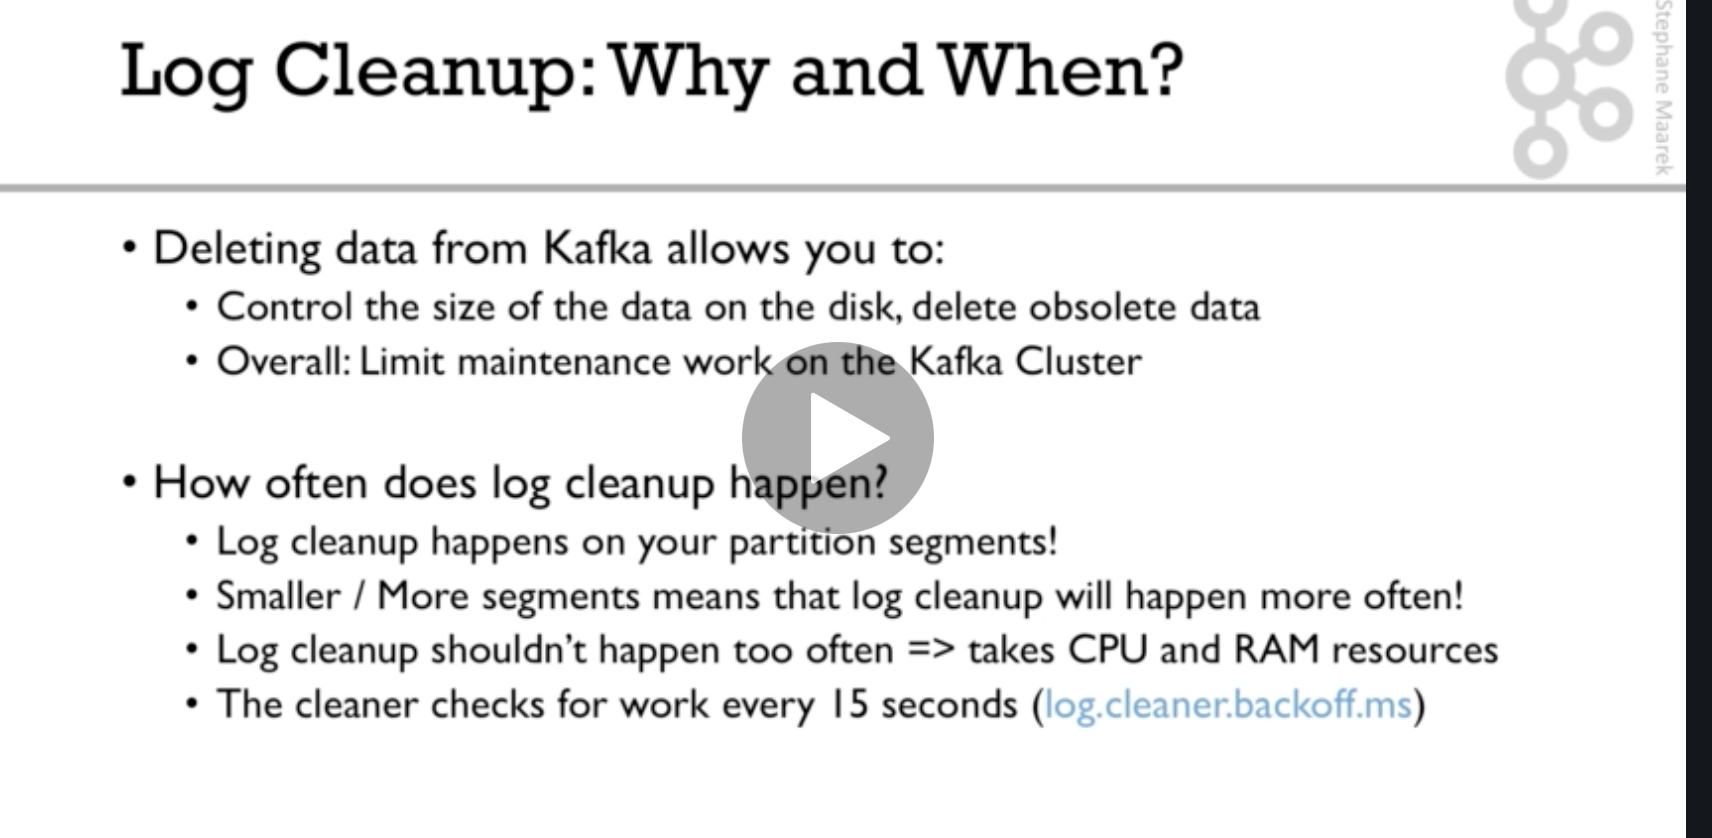 Log Cleanup: Why and When?
Stephane Maarek
• Deleting data from Kafka allows you to:
• Control the size of the data on the disk, delete obsolete data
• Overall: Limit maintenance work on the Kafka Cluster
• How often does log cleanup happen?
• Log cleanup happens on your partition segments!
• Smaller / More segments means that log cleanup will happen more often!
• Log cleanup shouldn't happen too often => takes CPU and RAM resources
• The cleaner checks for work every 15 seconds (log.cleaner.backoff.ms)